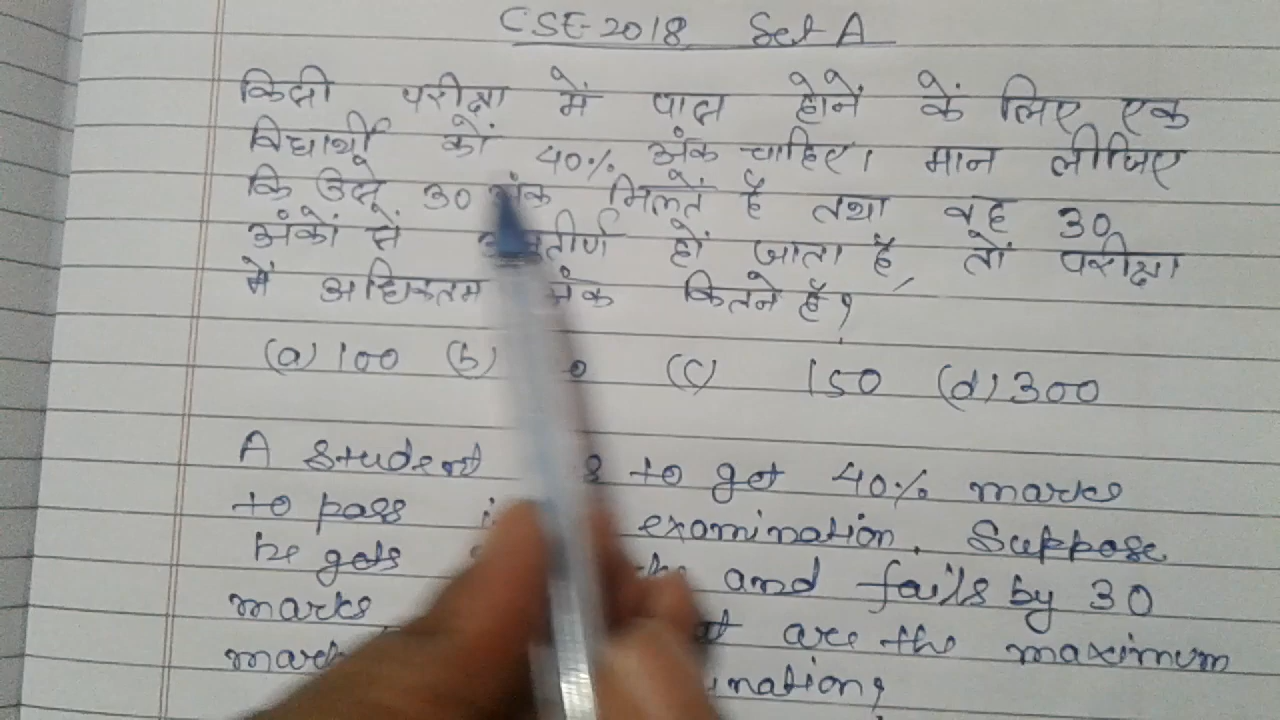 CSE-2018 Set A
किसी परीक्षा में पास होनें कें लिए एक
विद्यार्थी कों 40% अंक चाहिए। मान लीजिए
कि उसे 30 अंक मिलतें है तथा वह 30
अंकों सें हों जाता है, तों परीक्षा
में अधिकतम अंक कितने है?
(a) 100 (b) (c) 150 (d) 300
A Student to get 40% marks
to pass examination. Suppose
he gets and fails by 30
marks, are the maximum